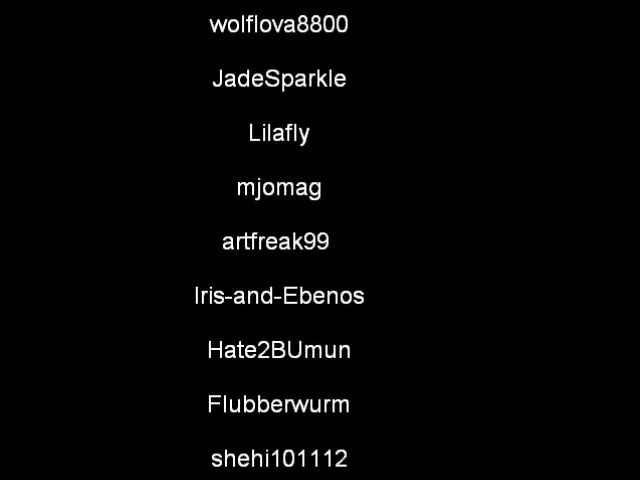 wolflova8800
JadeSparkle
Lilafly
mjomag
artfreak99
Iris-and-Ebenos
Hate2BUmun
Flubberwurm
shehi101112